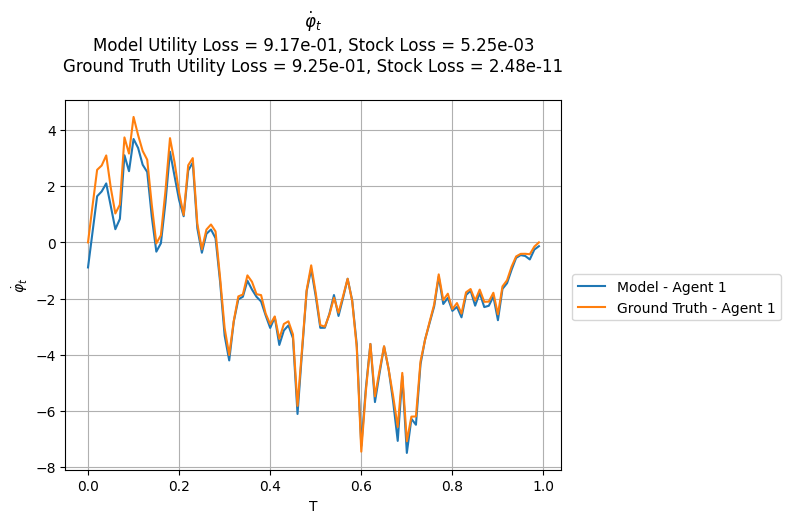 φ̇_t
Model Utility Loss = 9.17e-01, Stock Loss = 5.25e-03
Ground Truth Utility Loss = 9.25e-01, Stock Loss = 2.48e-11
4
2
0
−2
−4
−6
−8
φ̇_t
0.0 0.2 0.4 0.6 0.8 1.0
T
Model - Agent 1
Ground Truth - Agent 1